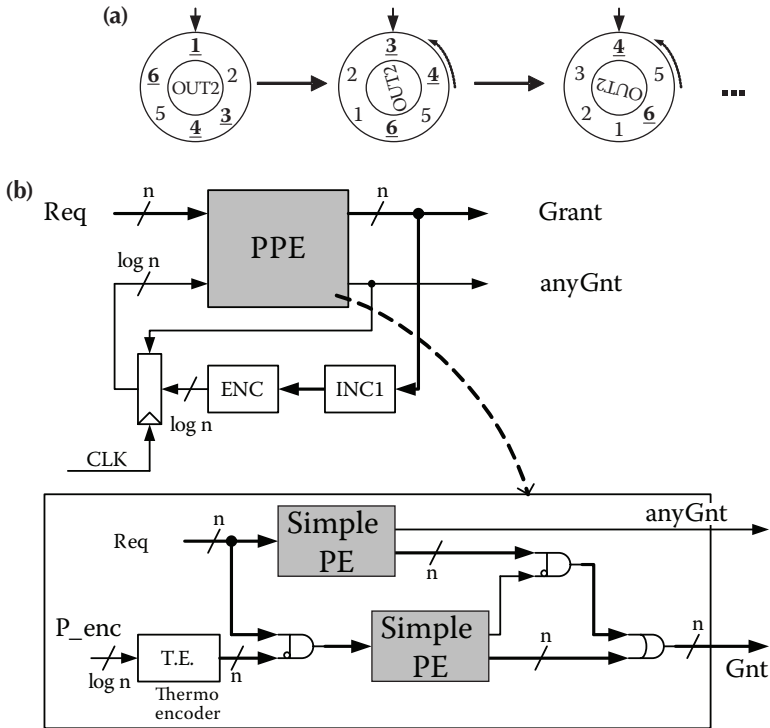 (a)
1
2
3
4
5
6
OUT2
3
4
5
6
1
2
OUT2
4
5
6
1
2
3
OUT2
...
(b)
Req
n
PPE
n
Grant
log n
anyGnt
ENC
INC1
log n
CLK
Req
n
Simple
PE
anyGnt
n
P_enc
log n
T.E.
n
Thermo
encoder
Simple
PE
n
n
Gnt